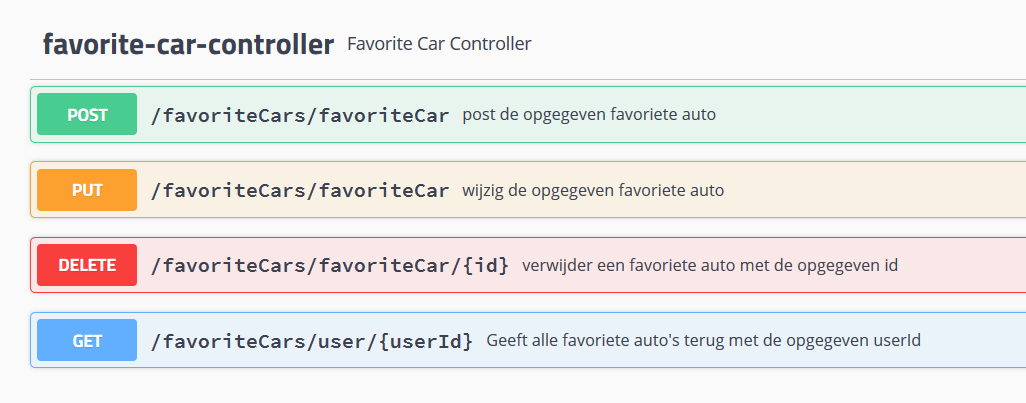 favorite-car-controller Favorite Car Controller
POST /favoriteCars/favoriteCar post de opgegeven favoriete auto
PUT /favoriteCars/favoriteCar wijzig de opgegeven favoriete auto
DELETE /favoriteCars/favoriteCar/{id} verwijder een favoriete auto met de opgegeven id
GET /favoriteCars/user/{userId} Geeft alle favoriete auto's terug met de opgegeven userId